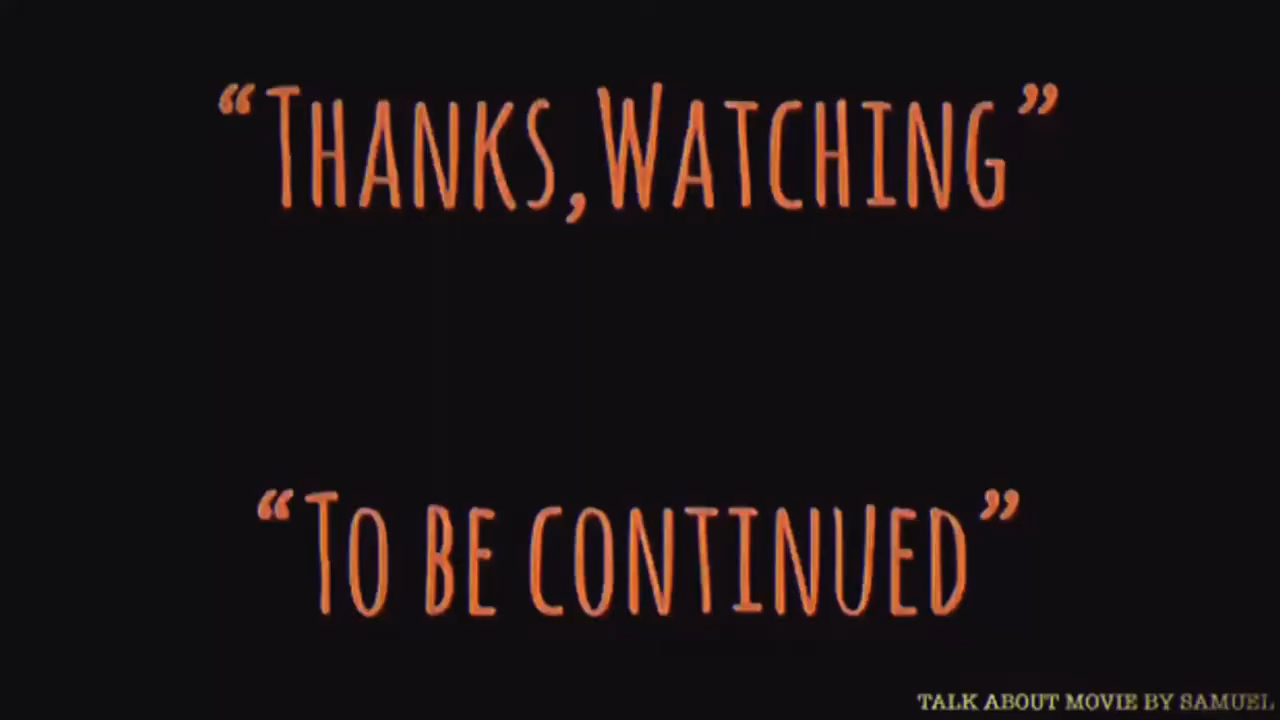 “Thanks,Watching”
“To be continued”
TALK ABOUT MOVIE BY SAMUEL